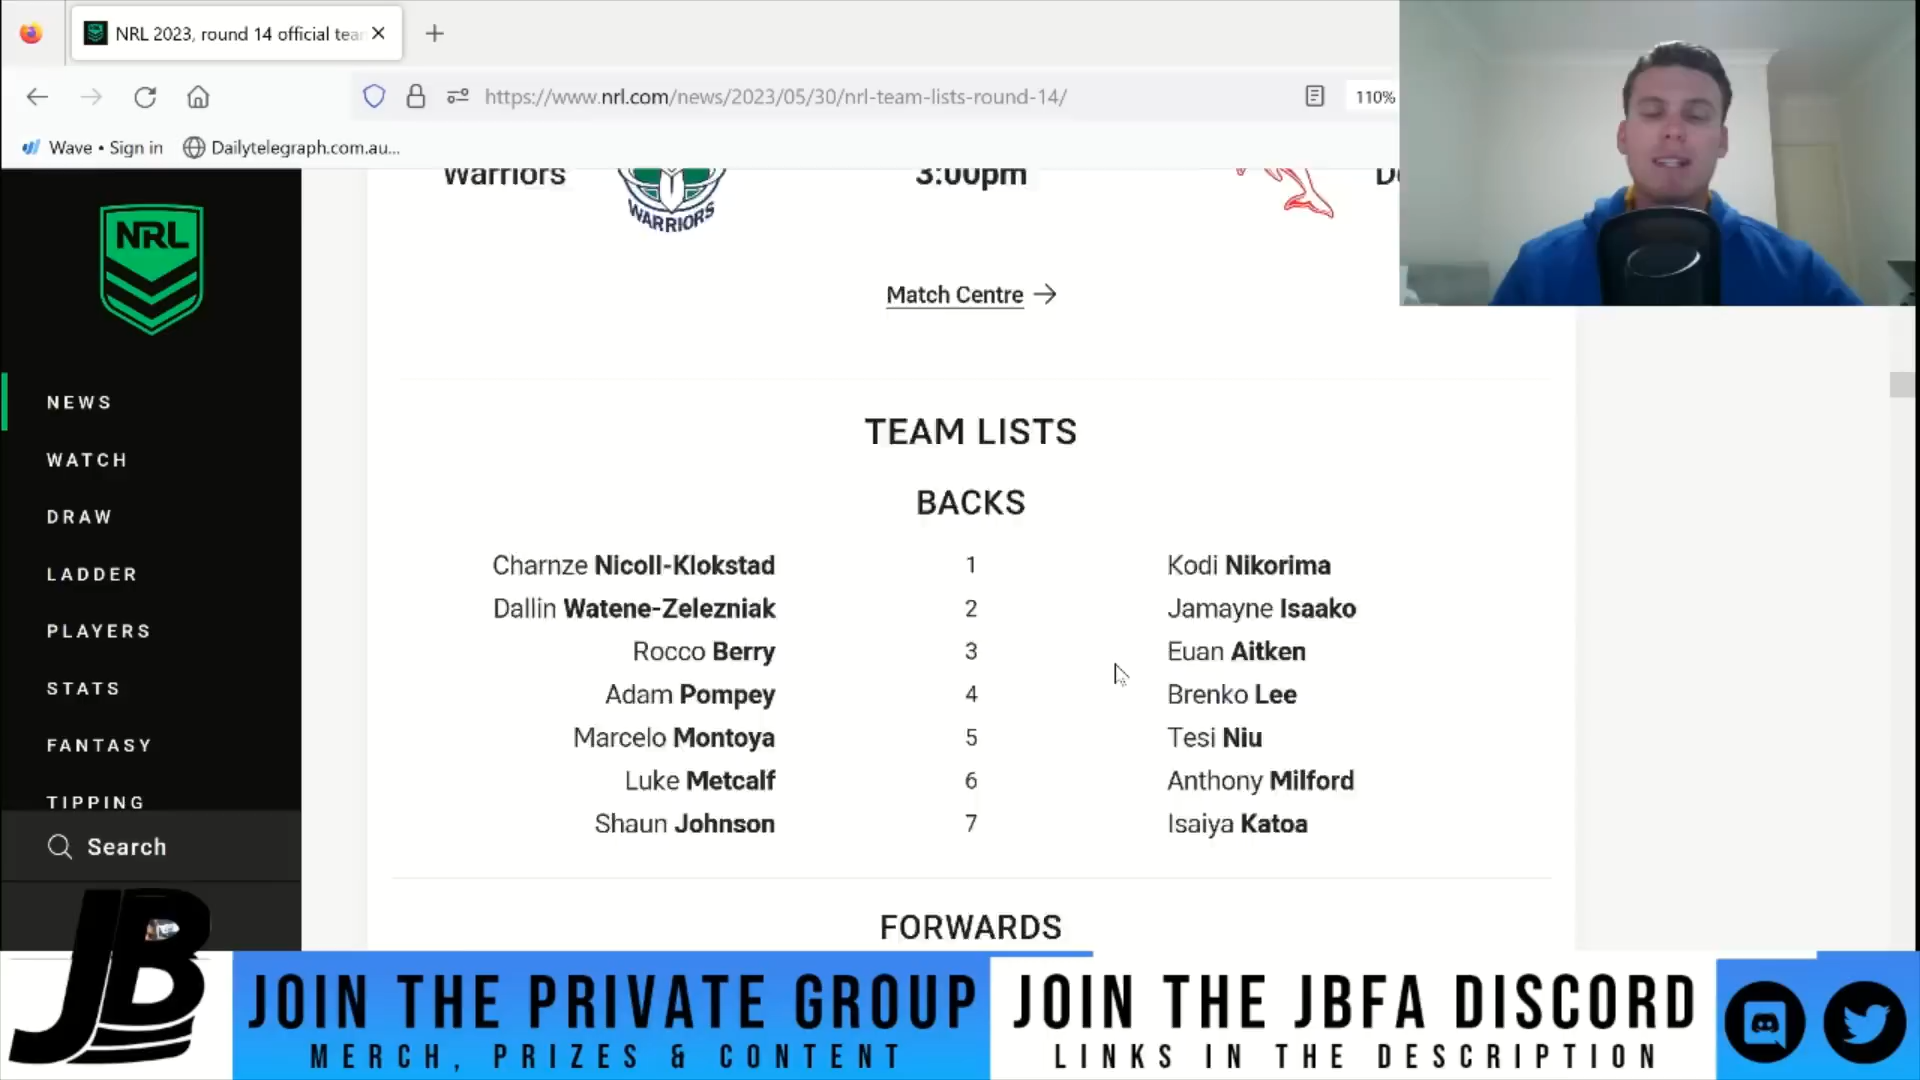 NRL 2023, round 14 official tea
https://www.nrl.com/news/2023/05/30/nrl-team-lists-round-14/
110%
Wave • Sign in
Dailytelegraph.com.au...
Warriors
3:00pm
WARRIORS
NRL
Match Centre
NEWS
WATCH
DRAW
LADDER
PLAYERS
STATS
FANTASY
TIPPING
Search
TEAM LISTS
BACKS
Charnze Nicoll-Klokstad 1 Kodi Nikorima
Dallin Watene-Zelezniak 2 Jamayne Isaako
Rocco Berry 3 Euan Aitken
Adam Pompey 4 Brenko Lee
Marcelo Montoya 5 Tesi Niu
Luke Metcalf 6 Anthony Milford
Shaun Johnson 7 Isaiya Katoa
FORWARDS
JB
JOIN THE PRIVATE GROUP
MERCH, PRIZES & CONTENT
JOIN THE JBFA DISCORD
LINKS IN THE DESCRIPTION